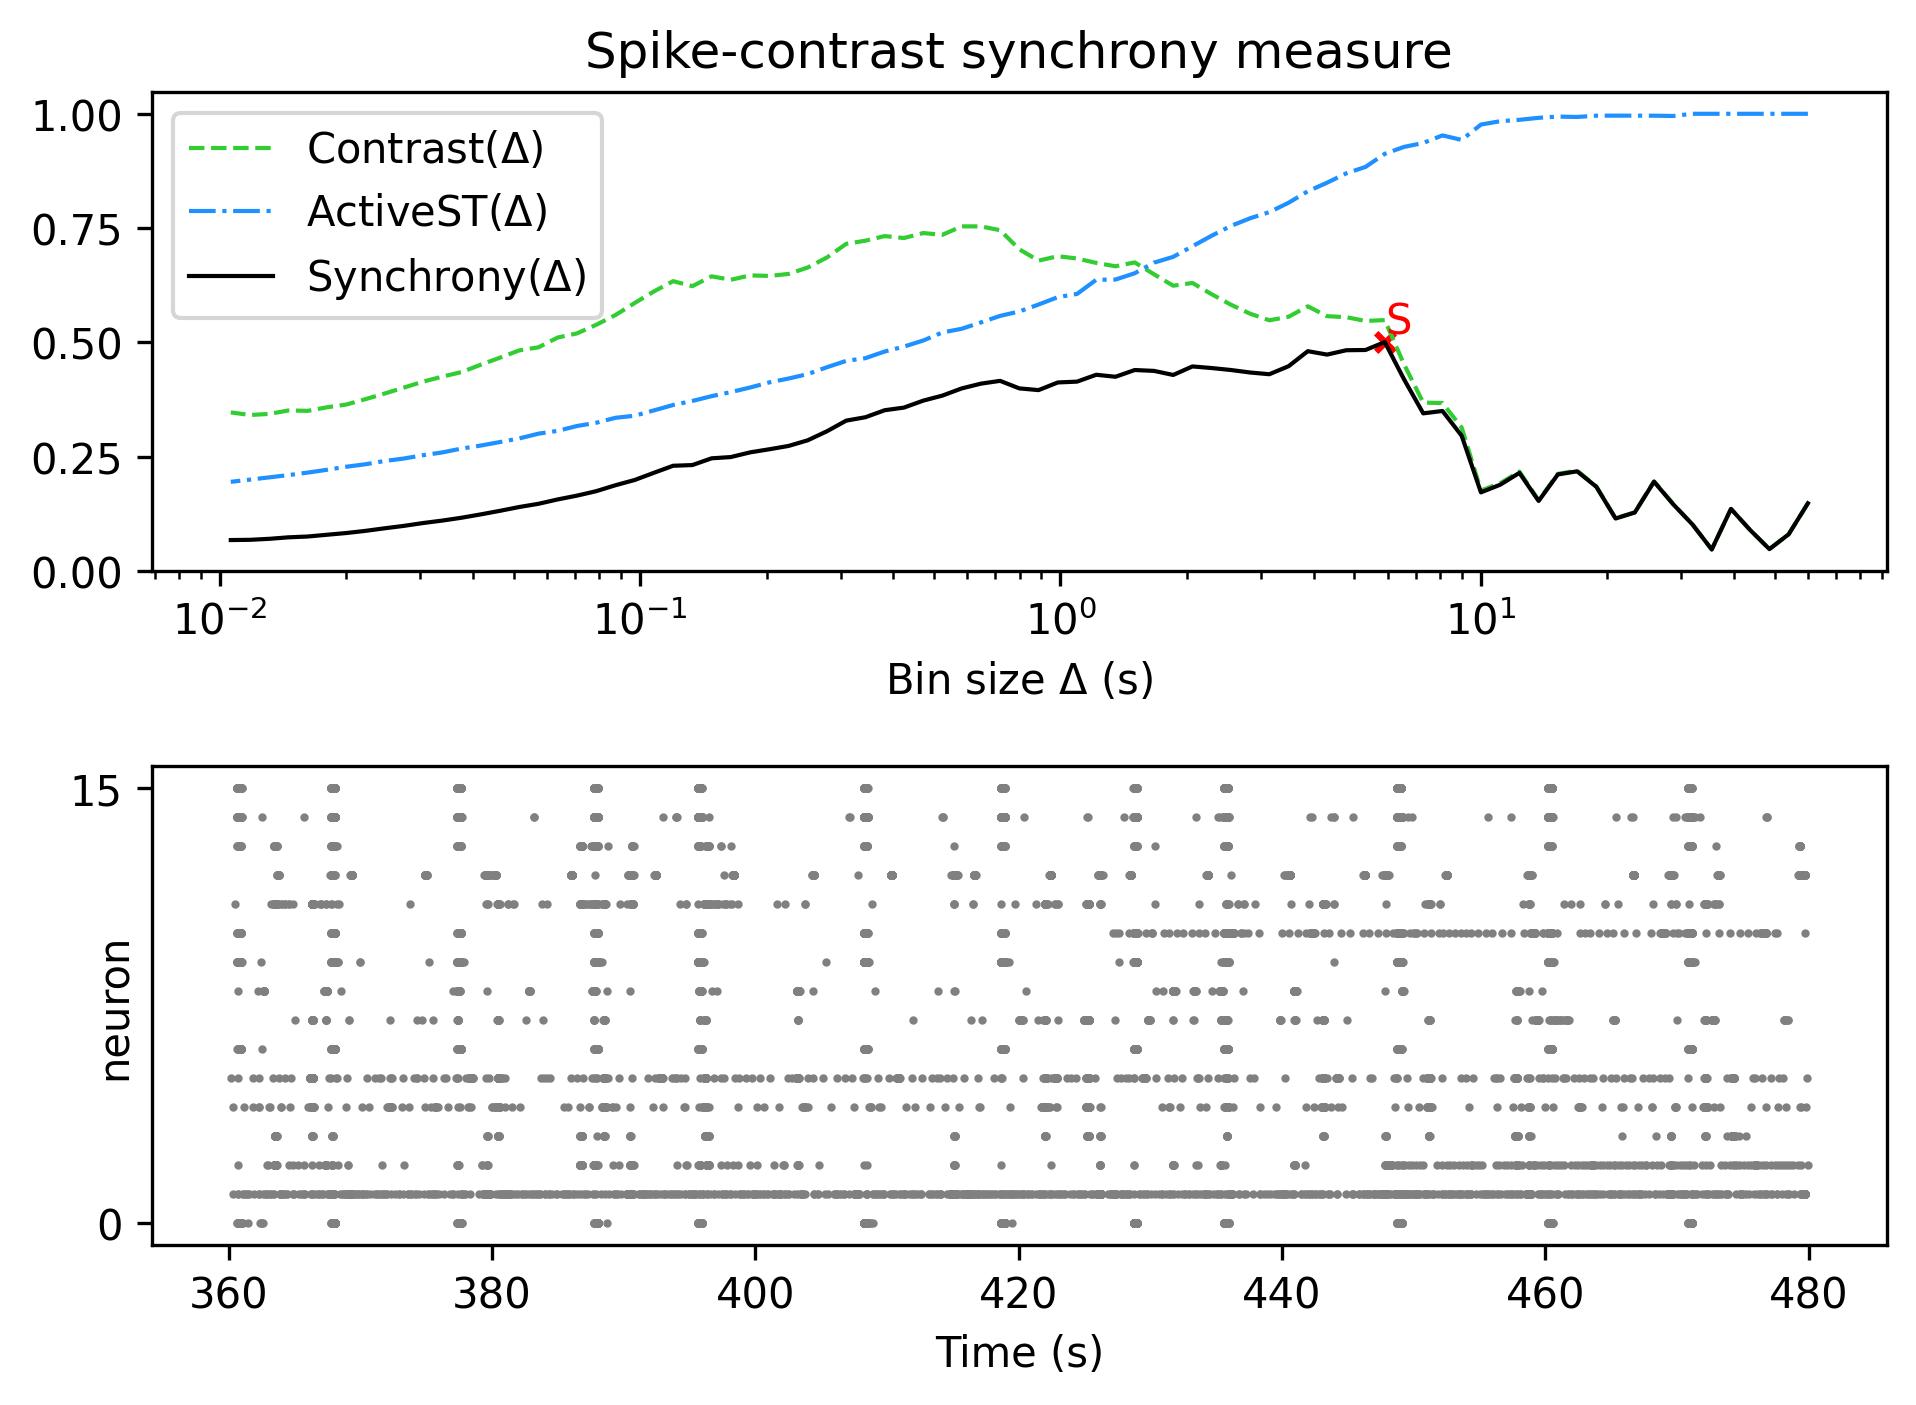 Spike-contrast synchrony measure
1.00
0.75
0.50
0.25
0.00
Contrast(Δ)
ActiveST(Δ)
Synchrony(Δ)
S
10⁻² 10⁻¹ 10⁰ 10¹
Bin size Δ (s)
15
0
neuron
360 380 400 420 440 460 480
Time (s)